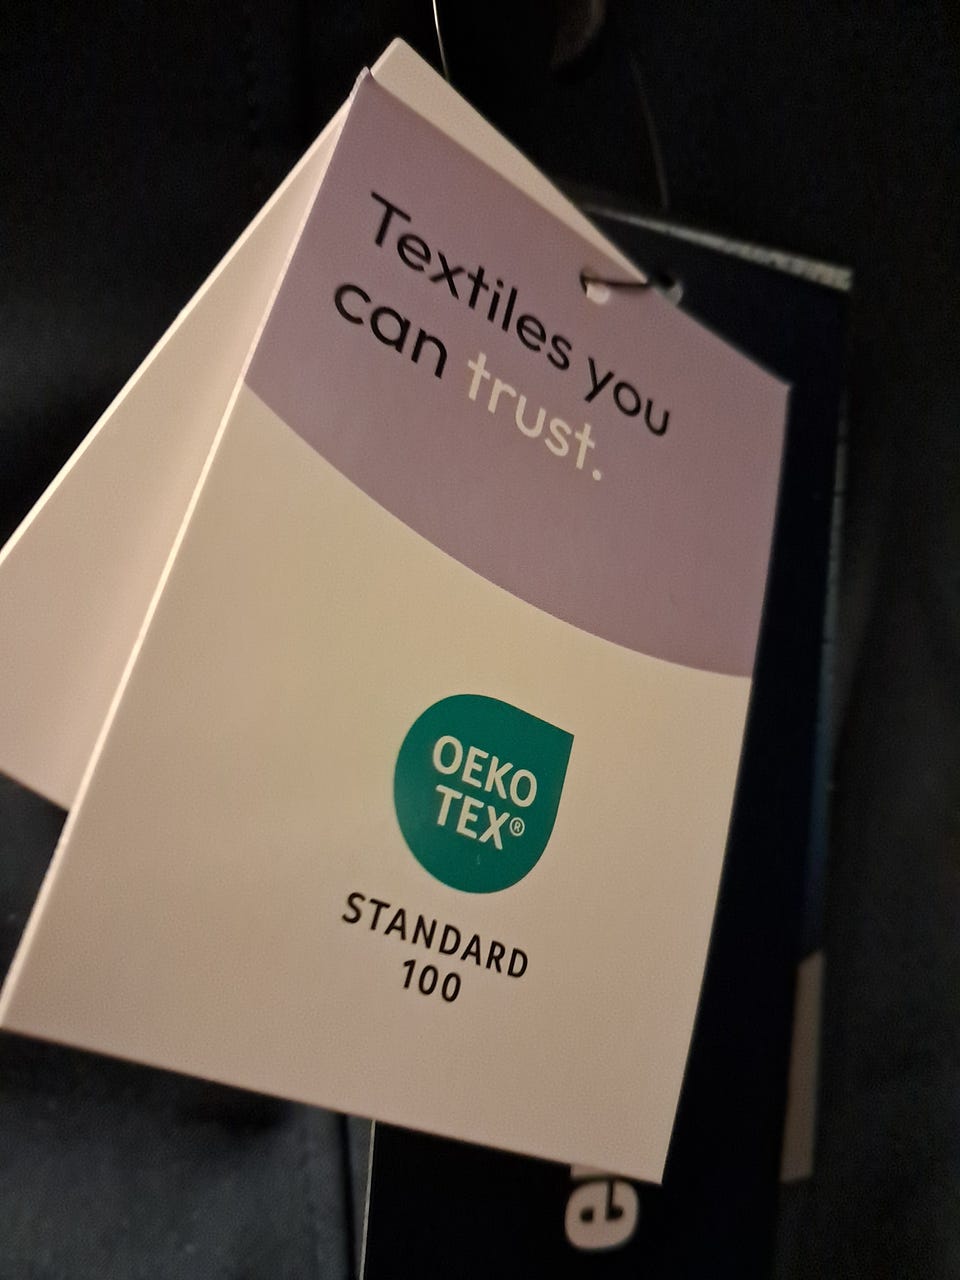 Textiles you
can trust.
OEKO
TEX®
STANDARD
100